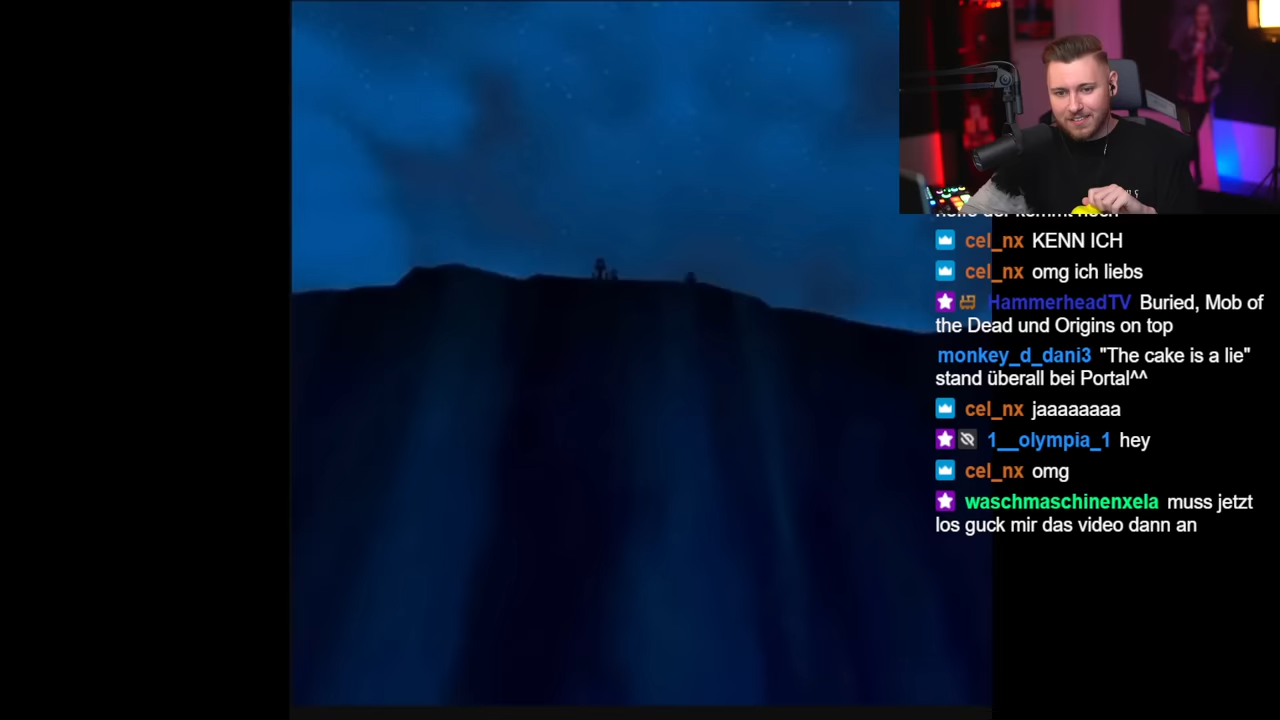 cel_nx KENN ICH
cel_nx omg ich liebs
HammerheadTV Buried, Mob of
the Dead und Origins on top
monkey_d_dani3 "The cake is a lie"
stand überall bei Portal^^
cel_nx jaaaaaaaa
1__olympia_1 hey
cel_nx omg
waschmaschinenxela muss jetzt
los guck mir das video dann an